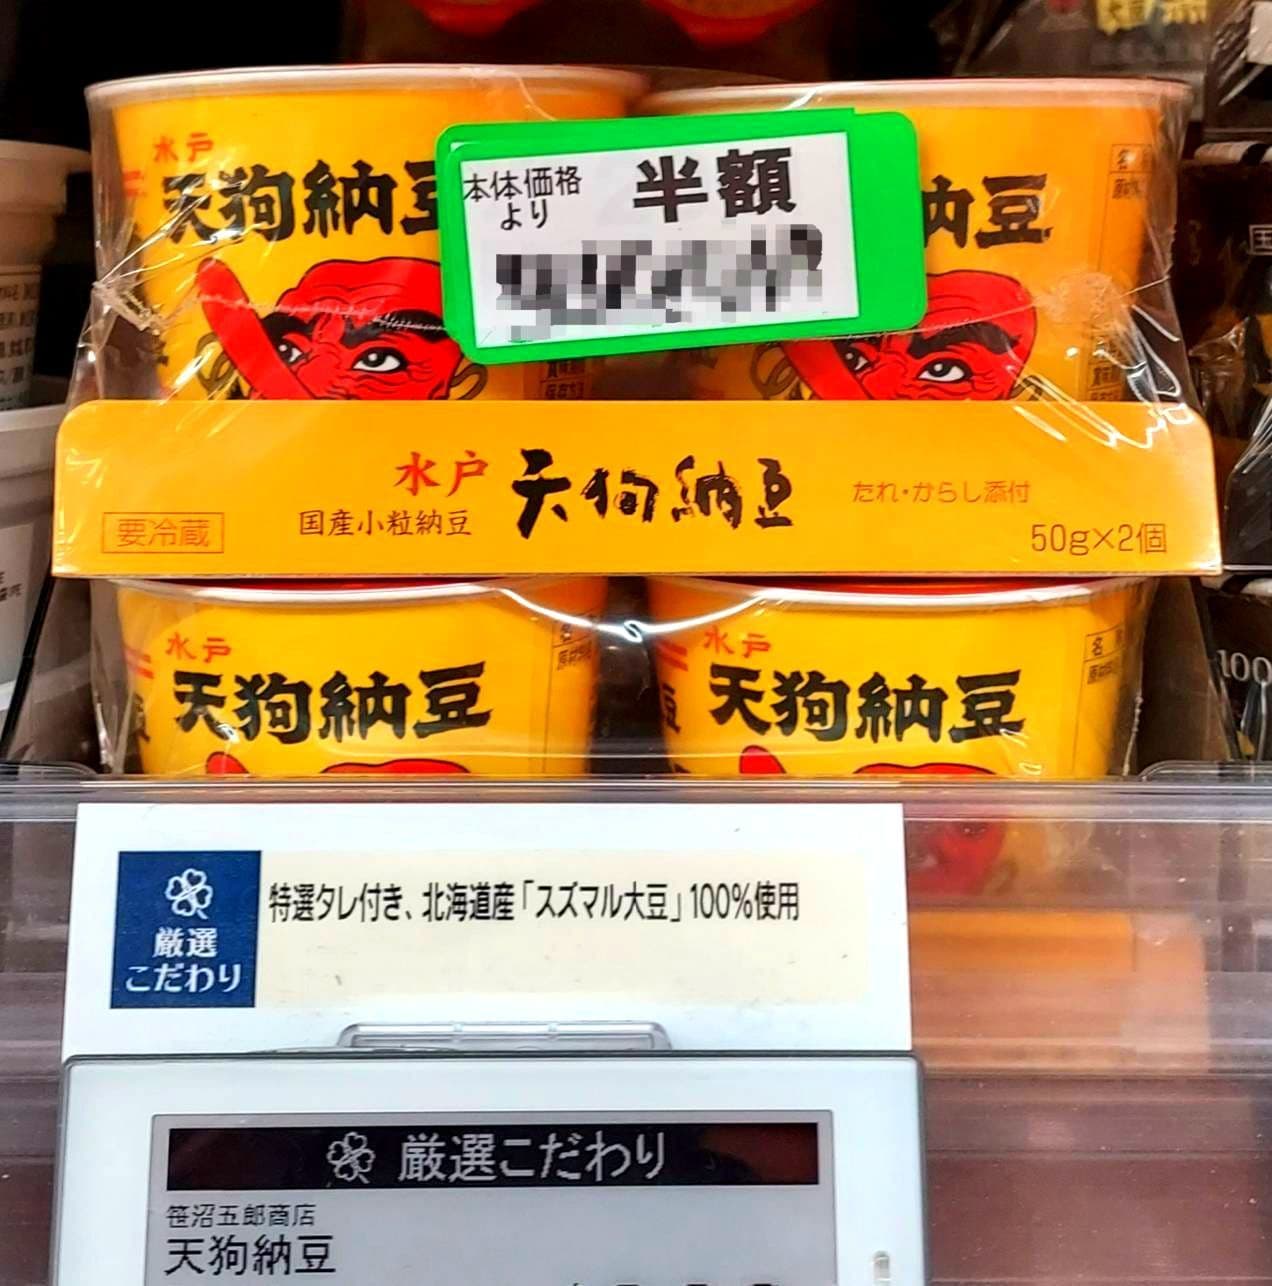 水戸
天狗納豆
本体価格
より
半額
納豆
水戸
天狗納豆
国産小粒納豆
要冷蔵
たれ・からし添付
50g×2個
水戸
天狗納豆
水戸
天狗納豆
100
厳選
こだわり
特選タレ付き、北海道産「スズマル大豆」100%使用
厳選こだわり
笹沼五郎商店
天狗納豆